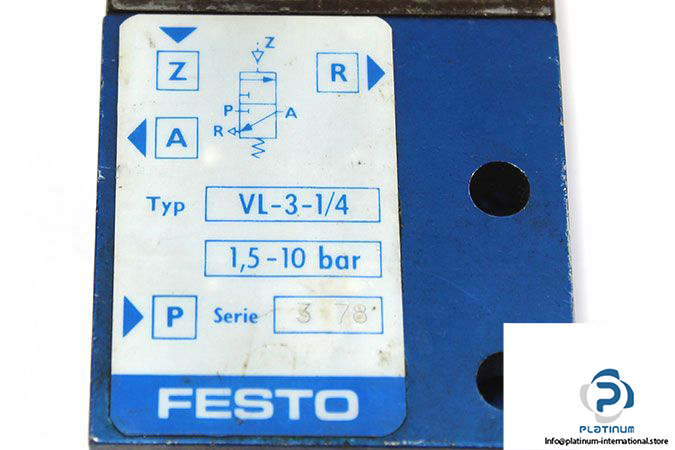 Z
Z
R
P
A
R
A
Typ VL-3-1/4
1,5-10 bar
P Serie 3 78
FESTO
P
PLATINUM
Info@platinum-international.store